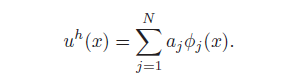 u^h(x) = \sum_{j=1}^{N} a_j \phi_j(x).